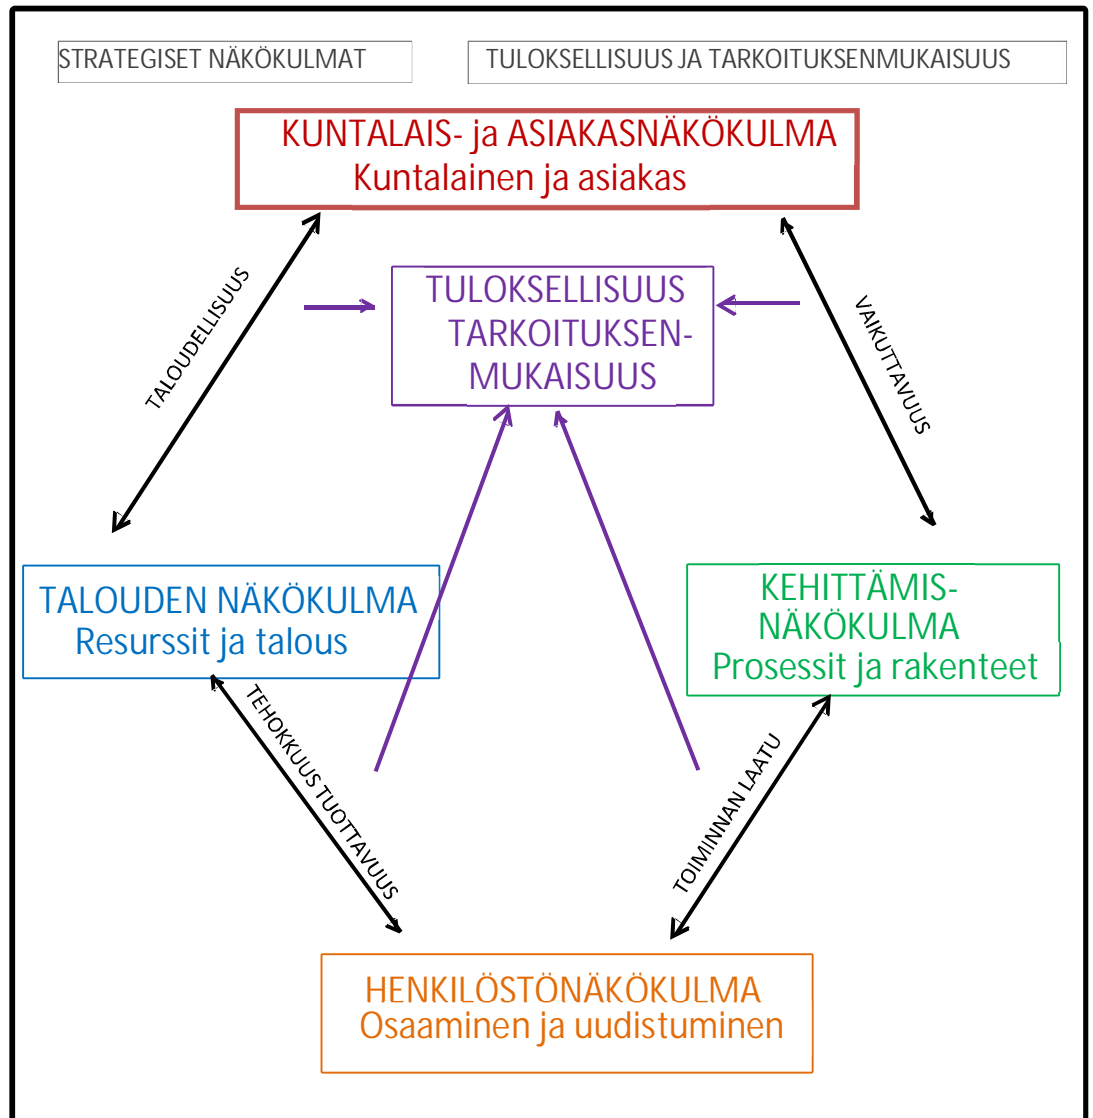 STRATEGISET NÄKÖKULMAT
TULOKSELLISUUS JA TARKOITUKSENMUKAISUUS
KUNTALAIS- ja ASIAKASNÄKÖKULMA
Kuntalainen ja asiakas
TULOKSELLISUUS
TARKOITUKSEN-
MUKAISUUS
TALOUDELLISUUS
VAIKUTTAVUUS
TALOUDEN NÄKÖKULMA
Resurssit ja talous
KEHITTÄMIS-
NÄKÖKULMA
Prosessit ja rakenteet
TEHOKKUUS TUOTTAVUUS
TOIMINNAN LAATU
HENKILÖSTÖNÄKÖKULMA
Osaaminen ja uudistuminen